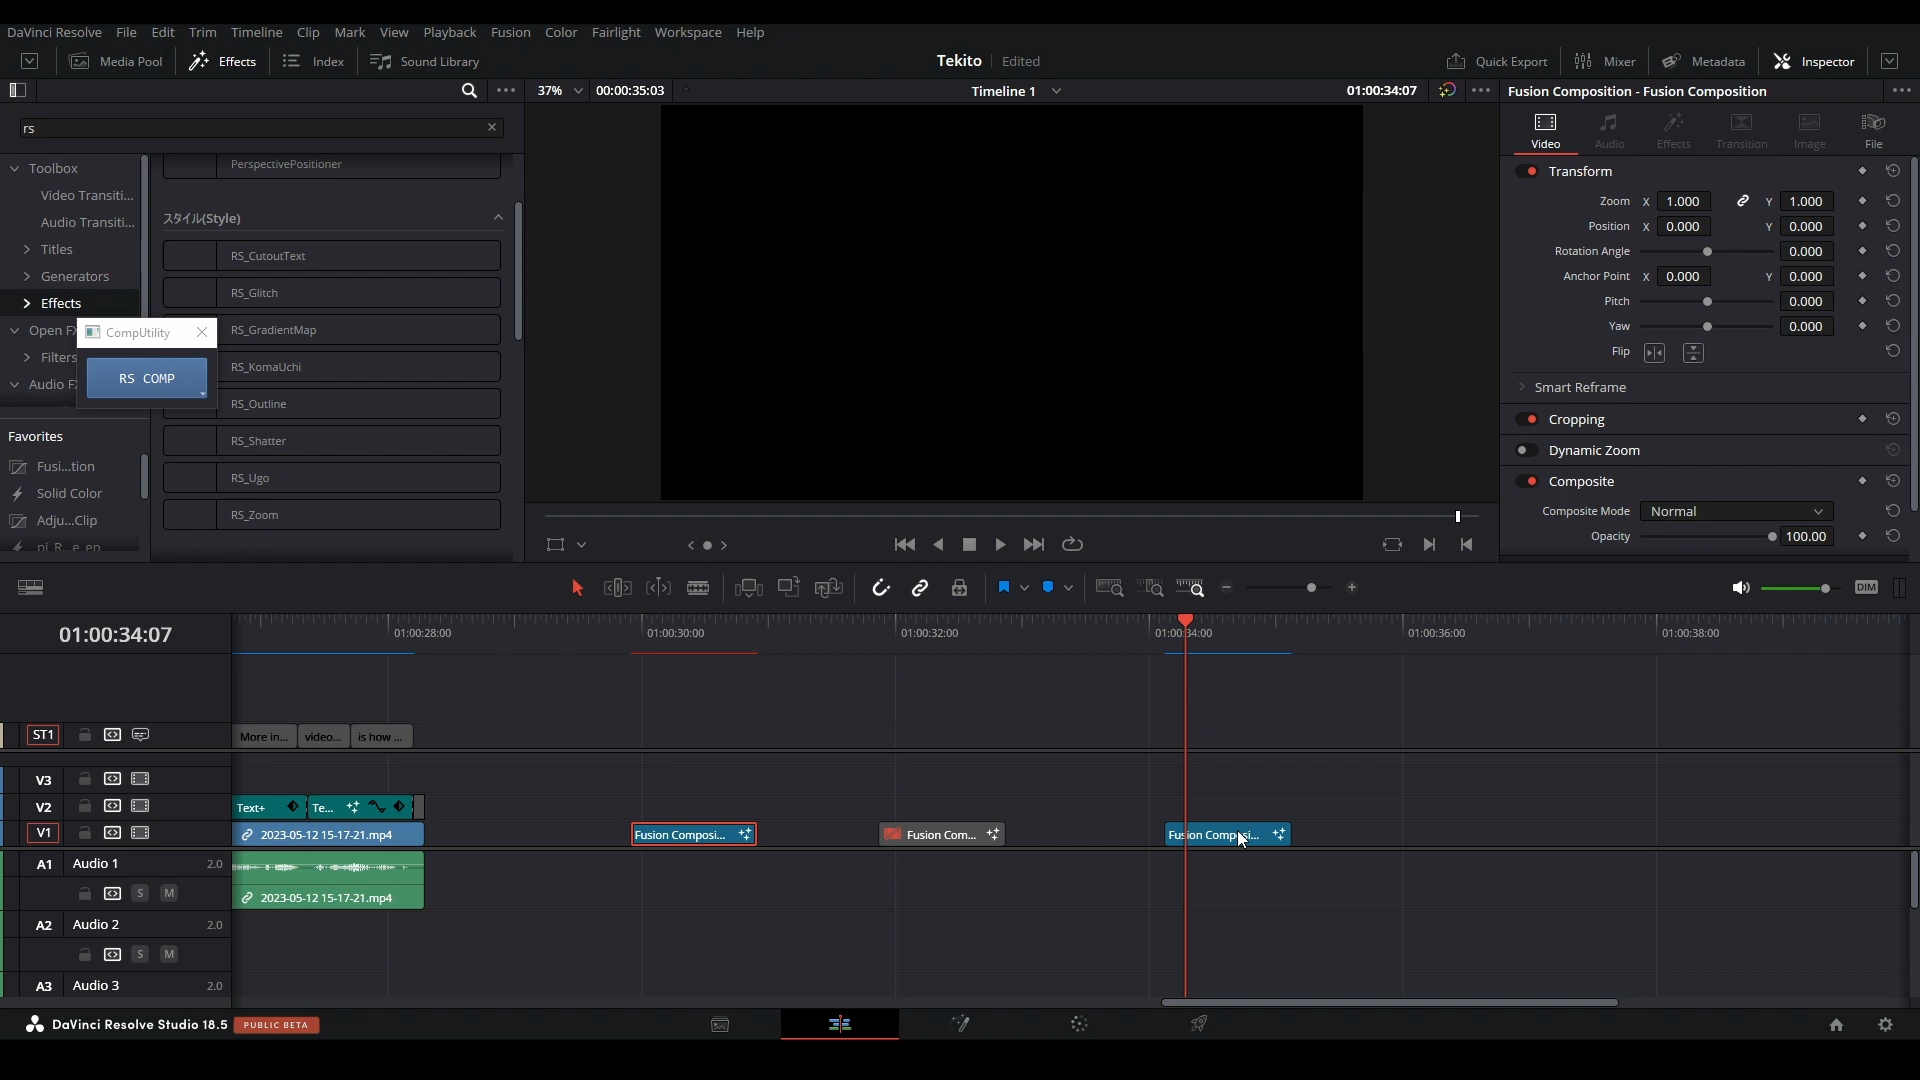 DaVinci Resolve File Edit Trim Timeline Clip Mark View Playback Fusion Color Fairlight Workspace Help
Media Pool Effects Index Sound Library
Tekito Edited
Quick Export Mixer Metadata Inspector
37% 00:00:35:03
Timeline 1
01:00:34:07
Fusion Composition - Fusion Composition
rs
Toolbox
Video Transiti...
Audio Transiti...
Titles
Generators
Effects
Open FX
Filters
Audio FX
CompUtility
RS COMP
Favorites
Fusi...tion
Solid Color
Adju...Clip
PerspectivePositioner
スタイル(Style)
RS_CutoutText
RS_Glitch
RS_GradientMap
RS_KomaUchi
RS_Outline
RS_Shatter
RS_Ugo
RS_Zoom
Video Audio Effects Transition Image File
Transform
Zoom X 1.000 Y 1.000
Position X 0.000 Y 0.000
Rotation Angle 0.000
Anchor Point X 0.000 Y 0.000
Pitch 0.000
Yaw 0.000
Flip
Smart Reframe
Cropping
Dynamic Zoom
Composite
Composite Mode Normal
Opacity 100.00
DIM
01:00:34:07
01:00:28:00 01:00:30:00 01:00:32:00 01:00:34:00 01:00:36:00 01:00:38:00
ST1
More in... video... is how ...
V3
V2
Text+ Te...
V1
2023-05-12 15-17-21.mp4 Fusion Composi... Fusion Com... Fusion Composi...
A1 Audio 1 2.0
S M
2023-05-12 15-17-21.mp4
A2 Audio 2 2.0
S M
A3 Audio 3 2.0
DaVinci Resolve Studio 18.5 PUBLIC BETA